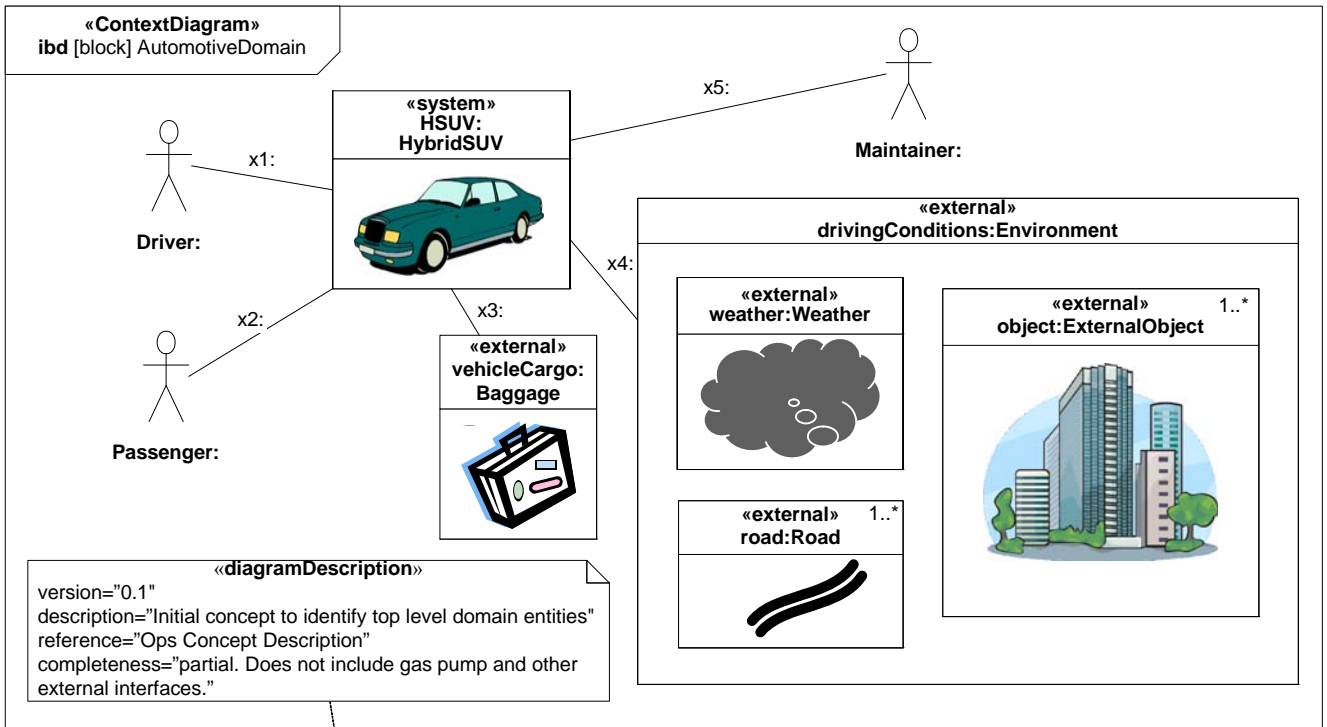 «ContextDiagram»
ibd [block] AutomotiveDomain
«system»
HSUV:
HybridSUV
x5:
Maintainer:
x1:
Driver:
«external»
drivingConditions:Environment
x4:
«external»
weather:Weather
«external» 1..*
object:ExternalObject
x2:
x3:
«external»
vehicleCargo:
Baggage
Passenger:
«external» 1..*
road:Road
«diagramDescription»
version=”0.1"
description=”Initial concept to identify top level domain entities"
reference=”Ops Concept Description”
completeness=”partial. Does not include gas pump and other
external interfaces.”